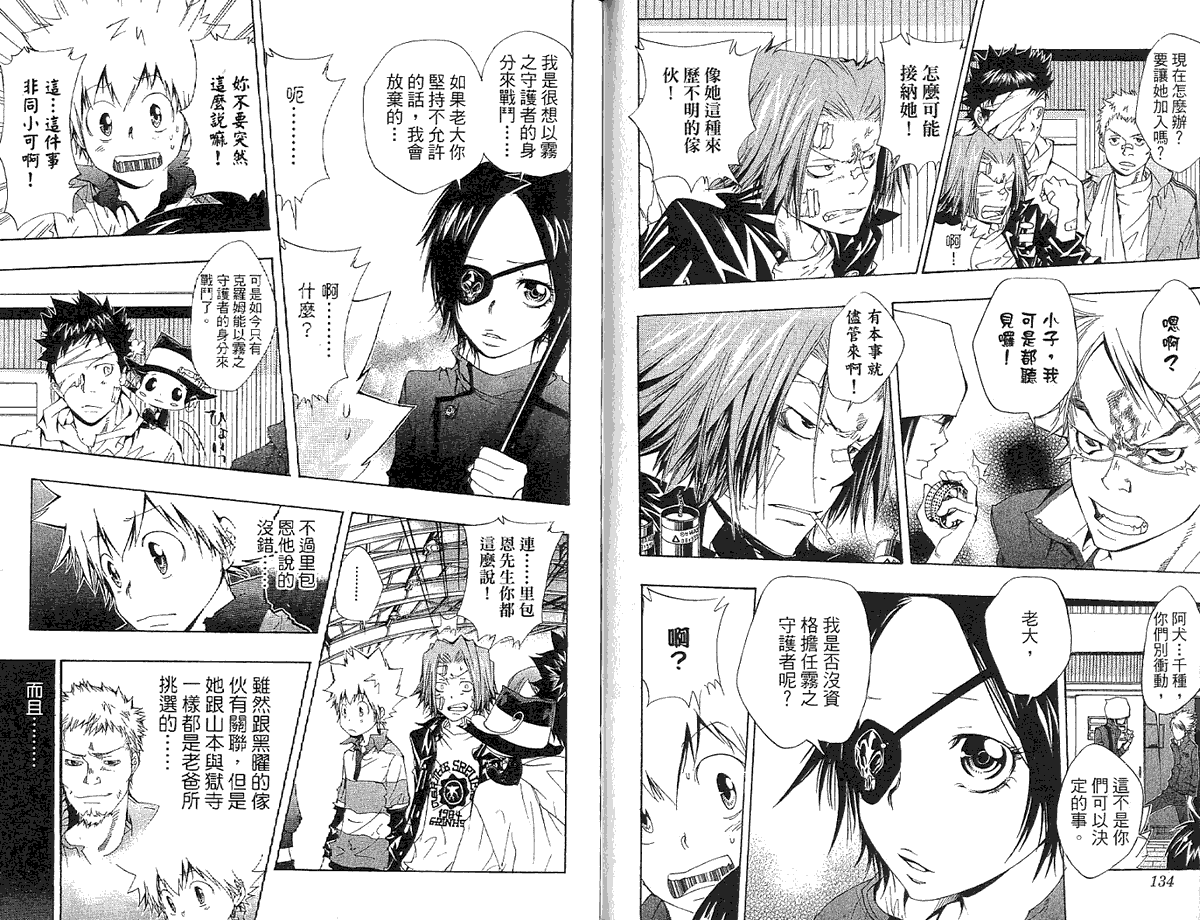 現在怎麼辦？
要讓她加入嗎？
啊…
怎麼可能
接納她！
像她這種來
歷不明的傢
伙！
嗯啊？
小子，我
可是都聽
見囉！
有本事就
儘管來啊！
阿犬…千種，
你們別衝動，
這不是你
們可以決
定的事。
老大，
我是否沒資
格擔任霧之
守護者呢？
啊？
134
我是很想以霧
之守護者的身
分來戰鬥……
如果老大你
堅持不允許
的話，我會
放棄的…
呃………
妳不要突然
這麼說嘛！
這…這件事
非同小可啊！
啊……
什麼？
可是如今只有
克羅姆能以霧之
守護者的身分來
戰鬥了。
ひょい
連……里包
恩先生你都
這麼說！
………
不過里包
恩他說的
沒錯………
雖然跟黑曜的傢
伙有關聯，但是
她跟山本與獄寺
一樣都是老爸所
挑選的……
而且………
1984